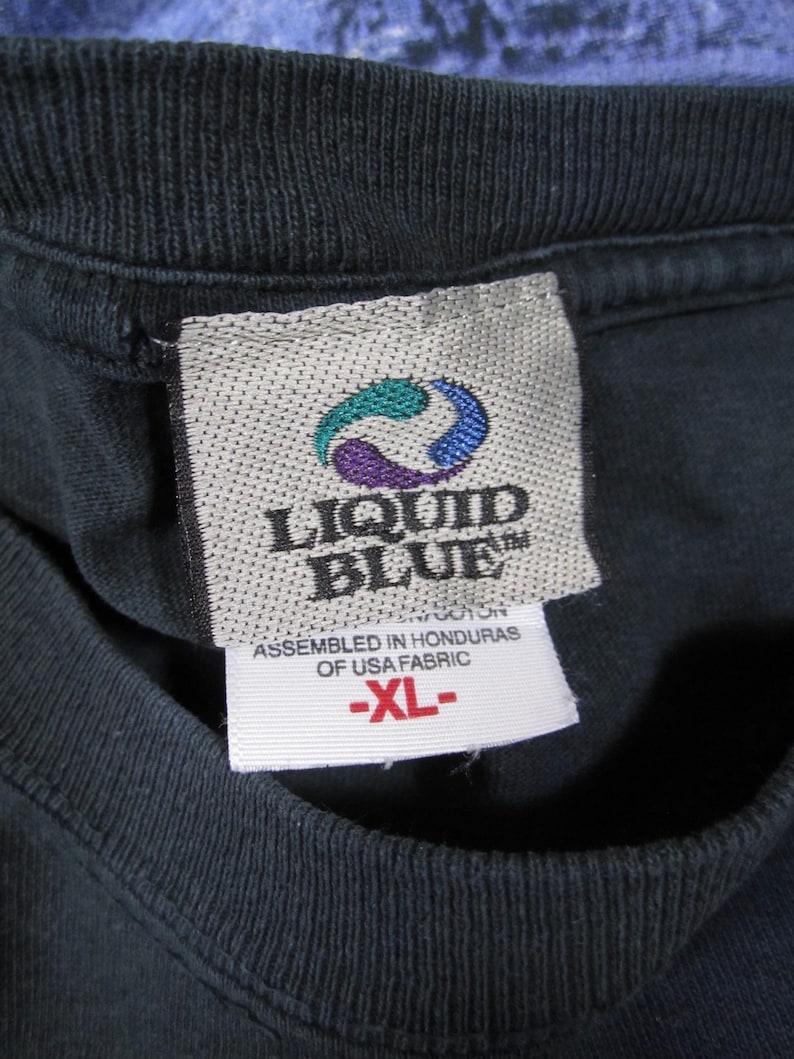 LIQUID
BLUE™
ASSEMBLED IN HONDURAS
OF USA FABRIC
-XL-